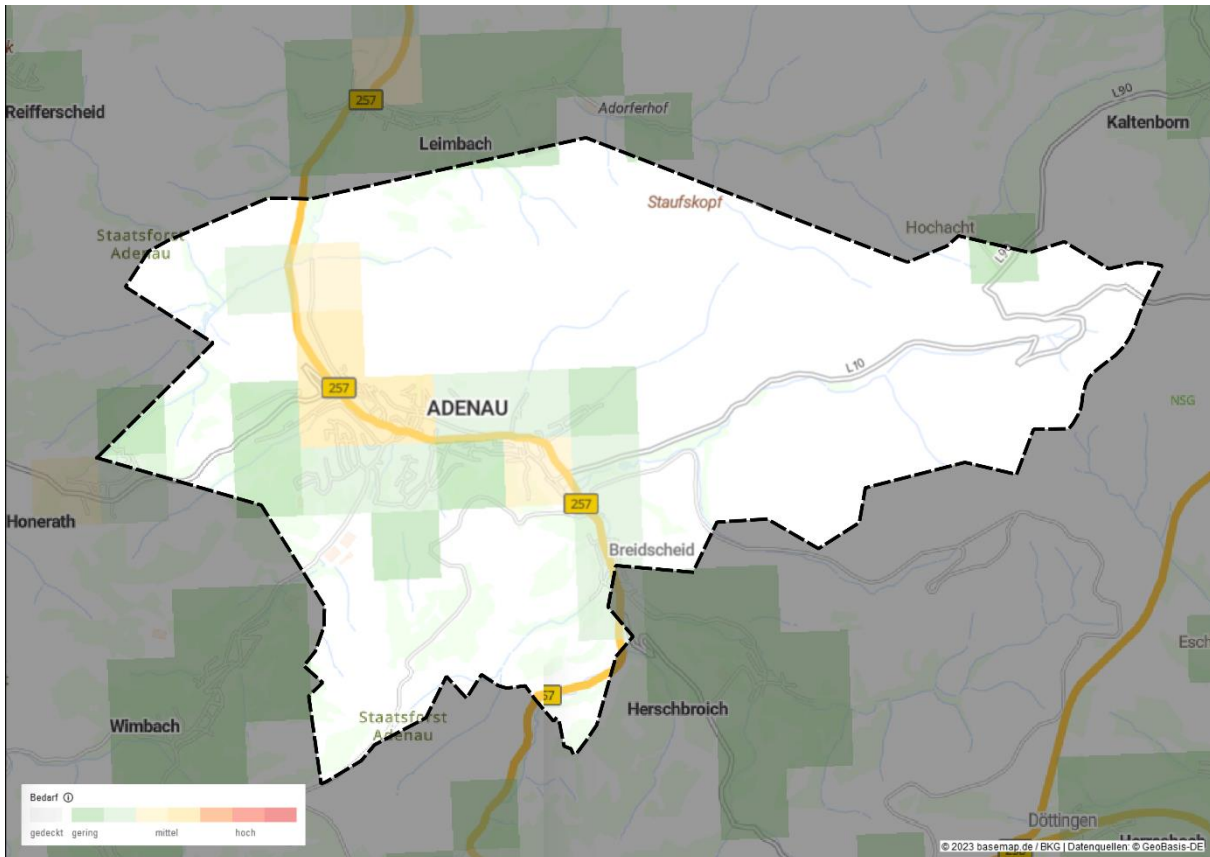 k
Reifferscheid
257
Adorferhof
L90
Kaltenborn
Leimbach
Staufskopf
Hochacht
Staatsforst
Adenau
L90
L10
257
ADENAU
NSG
257
Honerath
Breidscheid
Esch
57
Herschbroich
Staatsforst
Adenau
Wimbach
Bedarf ⓘ
gedeckt gering mittel hoch
Döttingen
© 2023 basemap.de / BKG | Datenquellen: © GeoBasis-DE